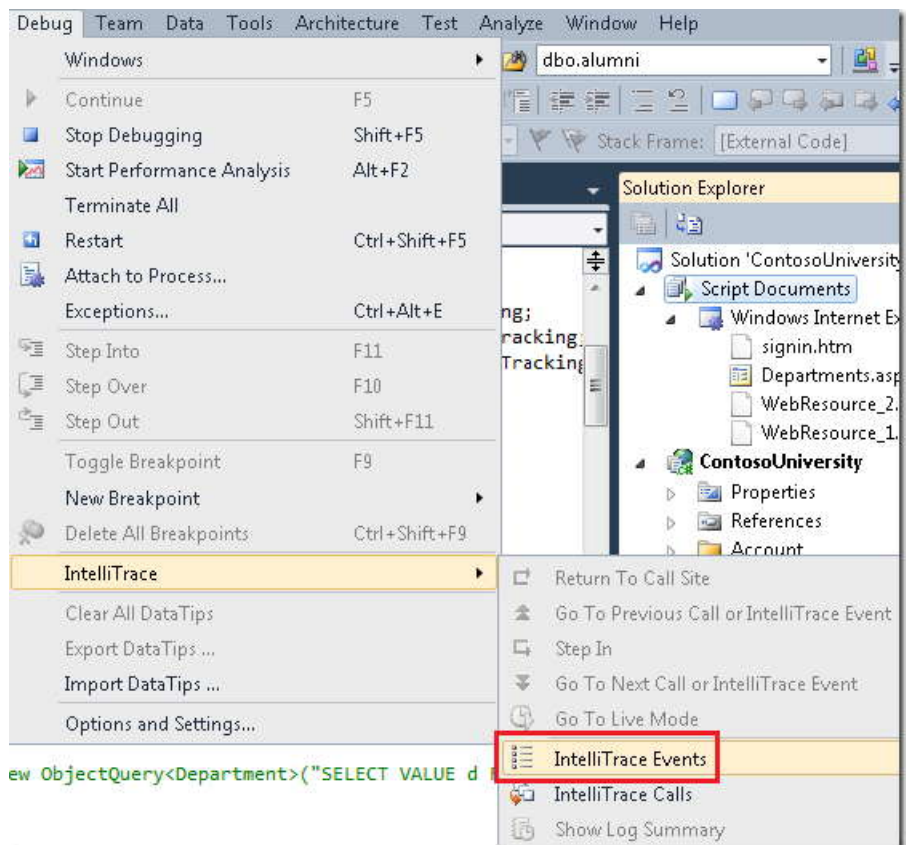 Debug Team Data Tools Architecture Test Analyze Window Help
Windows
dbo.alumni
Continue F5
Stop Debugging Shift+F5
Stack Frame: [External Code]
Start Performance Analysis Alt+F2
Terminate All
Solution Explorer
Restart Ctrl+Shift+F5
Attach to Process...
Solution 'ContosoUniversity
Script Documents
Exceptions... Ctrl+Alt+E
ng;
Windows Internet Ex
racking;
Step Into F11
signin.htm
Tracking
Step Over F10
Departments.asp
WebResource_2.
Step Out Shift+F11
WebResource_1.
Toggle Breakpoint F9
ContosoUniversity
New Breakpoint
Properties
Delete All Breakpoints Ctrl+Shift+F9
References
Account
IntelliTrace
Return To Call Site
Clear All DataTips
Go To Previous Call or IntelliTrace Event
Export DataTips ...
Step In
Import DataTips ...
Go To Next Call or IntelliTrace Event
Options and Settings...
Go To Live Mode
IntelliTrace Events
ew ObjectQuery<Department>("SELECT VALUE d
IntelliTrace Calls
Show Log Summary